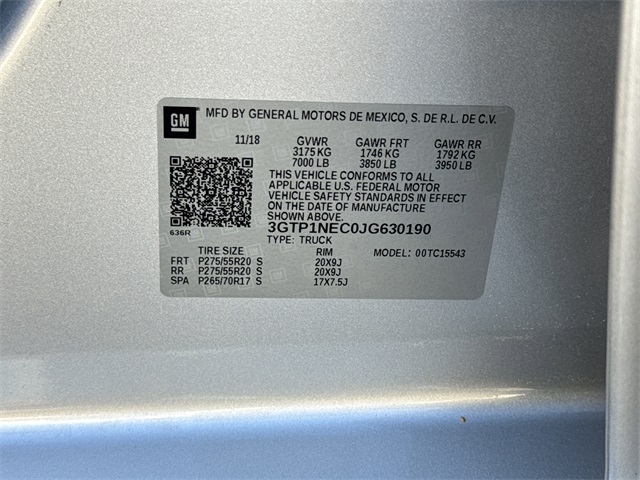 GM MFD BY GENERAL MOTORS DE MEXICO, S. DE R.L. DE C.V.
11/18 GVWR GAWR FRT GAWR RR
3175 KG 1746 KG 1792 KG
7000 LB 3850 LB 3950 LB
THIS VEHICLE CONFORMS TO ALL
APPLICABLE U.S. FEDERAL MOTOR
VEHICLE SAFETY STANDARDS IN EFFECT
ON THE DATE OF MANUFACTURE
SHOWN ABOVE.
636R 3GTP1NEC0JG630190
TYPE: TRUCK
TIRE SIZE RIM MODEL: 00TC15543
FRT P275/55R20 S 20X9J
RR P275/55R20 S 20X9J
SPA P265/70R17 S 17X7.5J